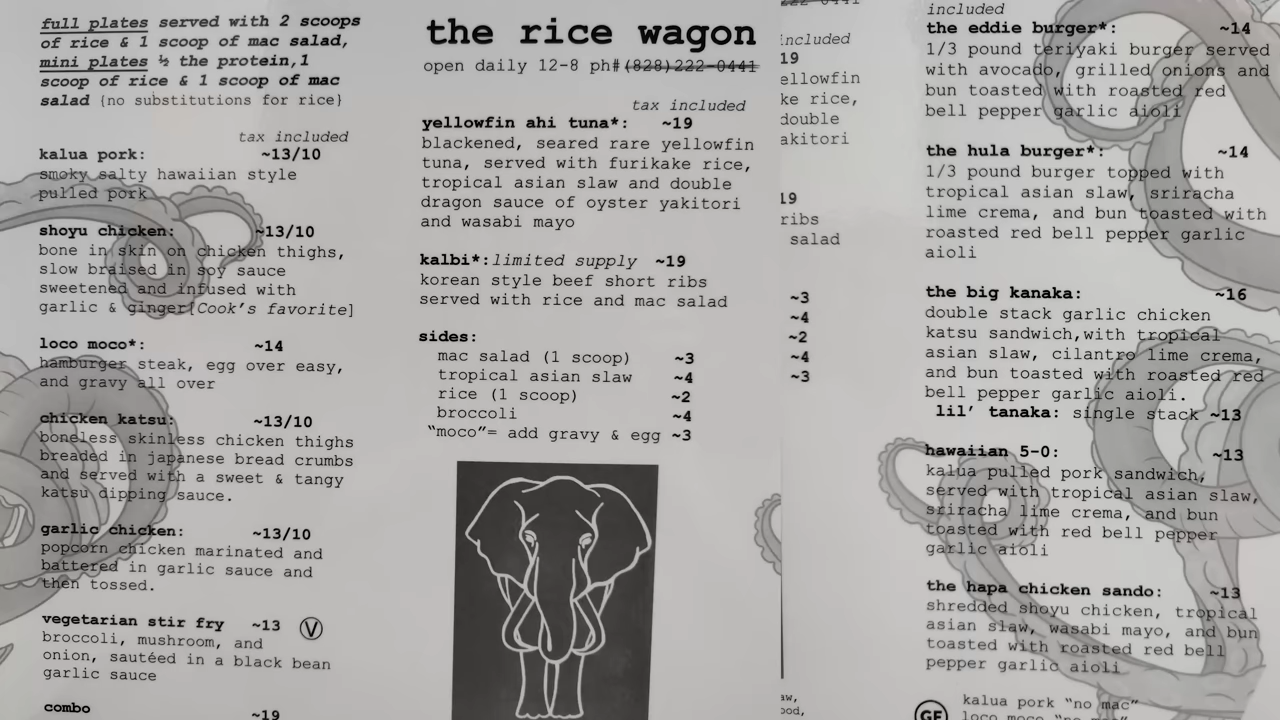 full plates served with 2 scoops
of rice & 1 scoop of mac salad,
mini plates ½ the protein,1
scoop of rice & 1 scoop of mac
salad {no substitutions for rice}
tax included
kalua pork: ~13/10
smoky salty hawaiian style
pulled pork
shoyu chicken: ~13/10
bone in skin on chicken thighs,
slow braised in soy sauce
sweetened and infused with
garlic & ginger[Cook's favorite]
loco moco*: ~14
hamburger steak, egg over easy,
and gravy all over
chicken katsu: ~13/10
boneless skinless chicken thighs
breaded in japanese bread crumbs
and served with a sweet & tangy
katsu dipping sauce.
garlic chicken: ~13/10
popcorn chicken marinated and
battered in garlic sauce and
then tossed.
vegetarian stir fry ~13 V
broccoli, mushroom, and
onion, sautéed in a black bean
garlic sauce
combo ~19
the rice wagon
open daily 12-8 ph#(828)222-0441
tax included
yellowfin ahi tuna*: ~19
blackened, seared rare yellowfin
tuna, served with furikake rice,
tropical asian slaw and double
dragon sauce of oyster yakitori
and wasabi mayo
kalbi*:limited supply ~19
korean style beef short ribs
served with rice and mac salad
sides:
mac salad (1 scoop) ~3
tropical asian slaw ~4
rice (1 scoop) ~2
broccoli ~4
"moco"= add gravy & egg ~3
included
19
ellowfin
ke rice,
double
akitori
19
ribs
salad
~3
~4
~2
~4
~3
aw,
ood,
included
the eddie burger*: ~14
1/3 pound teriyaki burger served
with avocado, grilled onions and
bun toasted with roasted red
bell pepper garlic aioli
the hula burger*: ~14
1/3 pound burger topped with
tropical asian slaw, sriracha
lime crema, and bun toasted with
roasted red bell pepper garlic
aioli
the big kanaka: ~16
double stack garlic chicken
katsu sandwich,with tropical
asian slaw, cilantro lime crema,
and bun toasted with roasted red
bell pepper garlic aioli.
lil' tanaka: single stack ~13
hawaiian 5-0: ~13
kalua pulled pork sandwich,
served with tropical asian slaw,
sriracha lime crema, and bun
toasted with red bell pepper
garlic aioli
the hapa chicken sando: ~13
shredded shoyu chicken, tropical
asian slaw, wasabi mayo, and bun
toasted with roasted red bell
pepper garlic aioli
GF kalua pork "no mac"
loco moco "no mac"